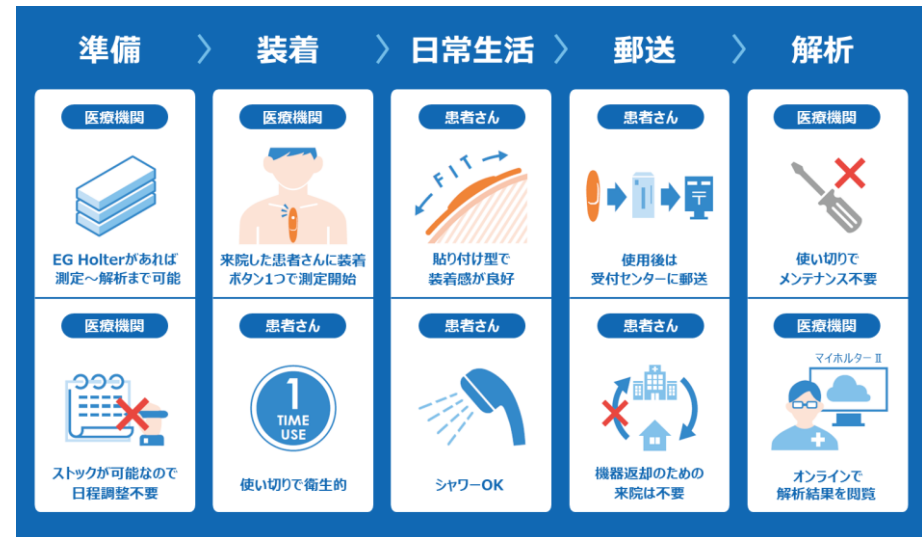 準備
装着
日常生活
郵送
解析
医療機関
EG Holterがあれば
測定～解析まで可能
医療機関
来院した患者さんに装着
ボタン1つで測定開始
患者さん
FIT
貼り付け型で
装着感が良好
患者さん
使用後は
受付センターに郵送
医療機関
使い切りで
メンテナンス不要
医療機関
ストックが可能なので
日程調整不要
患者さん
1
TIME
USE
使い切りで衛生的
患者さん
シャワーOK
患者さん
機器返却のための
来院は不要
医療機関
マイホルター II
オンラインで
解析結果を閲覧